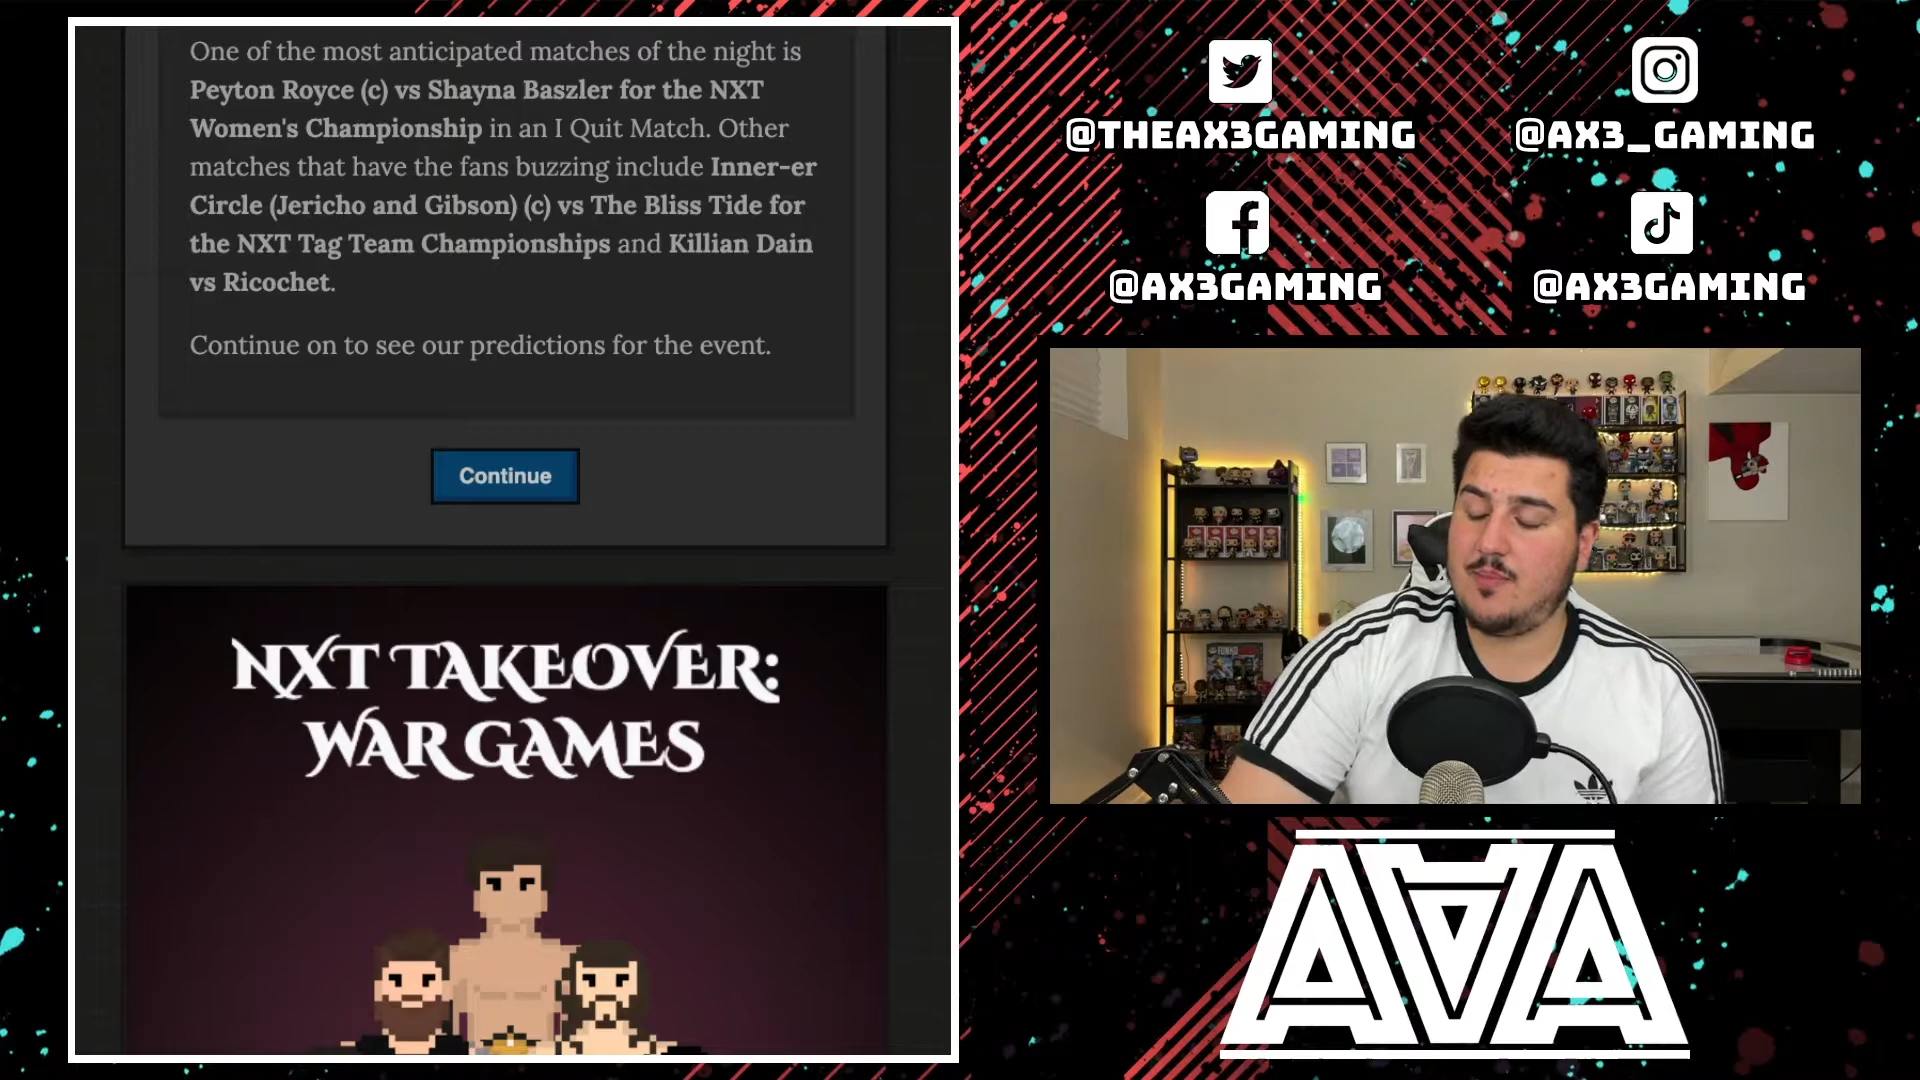 One of the most anticipated matches of the night is
Peyton Royce (c) vs Shayna Baszler for the NXT
Women's Championship in an I Quit Match. Other
matches that have the fans buzzing include Inner-er
Circle (Jericho and Gibson) (c) vs The Bliss Tide for
the NXT Tag Team Championships and Killian Dain
vs Ricochet.
Continue on to see our predictions for the event.
Continue
NXT TAKEOVER:
WAR GAMES
@THEAX3GAMING
@AX3_GAMING
@AX3GAMING
@AX3GAMING
FUNKO